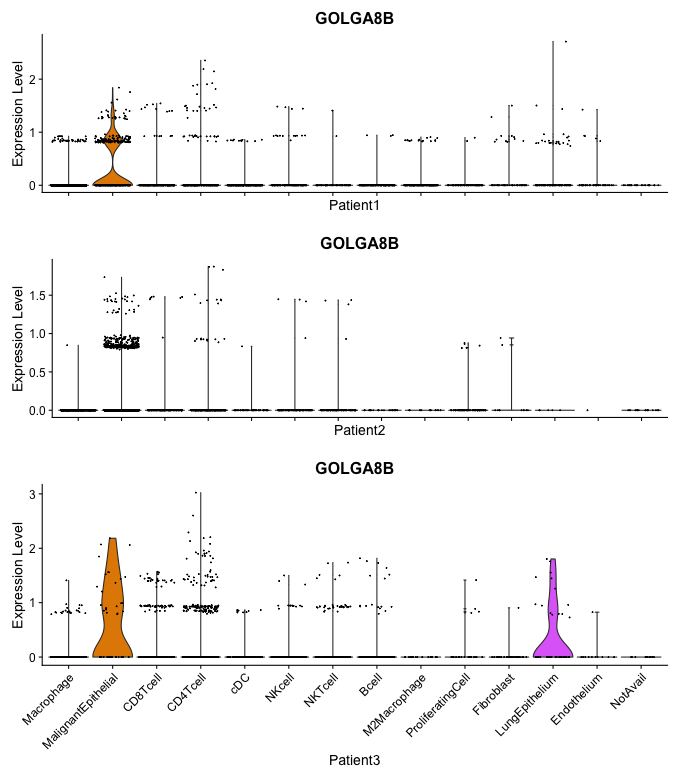 GOLGA8B
Expression Level
2
1
0
Patient1
GOLGA8B
Expression Level
1.5
1.0
0.5
0.0
Patient2
GOLGA8B
Expression Level
3
2
1
0
Macrophage
MalignantEpithelial
CD8Tcell
CD4Tcell
cDC
NKcell
NKTcell
Bcell
M2Macrophage
ProliferatingCell
Fibroblast
LungEpithelium
Endothelium
NotAvail
Patient3